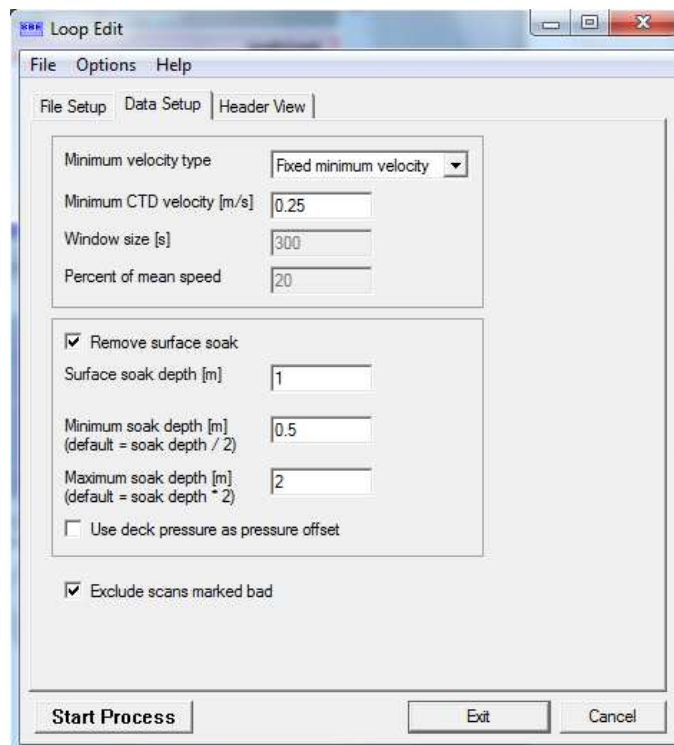 SBE Loop Edit
File Options Help
File Setup Data Setup Header View
Minimum velocity type Fixed minimum velocity
Minimum CTD velocity [m/s] 0.25
Window size [s] 300
Percent of mean speed 20
Remove surface soak
Surface soak depth [m] 1
Minimum soak depth [m] 0.5
(default = soak depth / 2)
Maximum soak depth [m] 2
(default = soak depth * 2)
Use deck pressure as pressure offset
Exclude scans marked bad
Start Process Exit Cancel